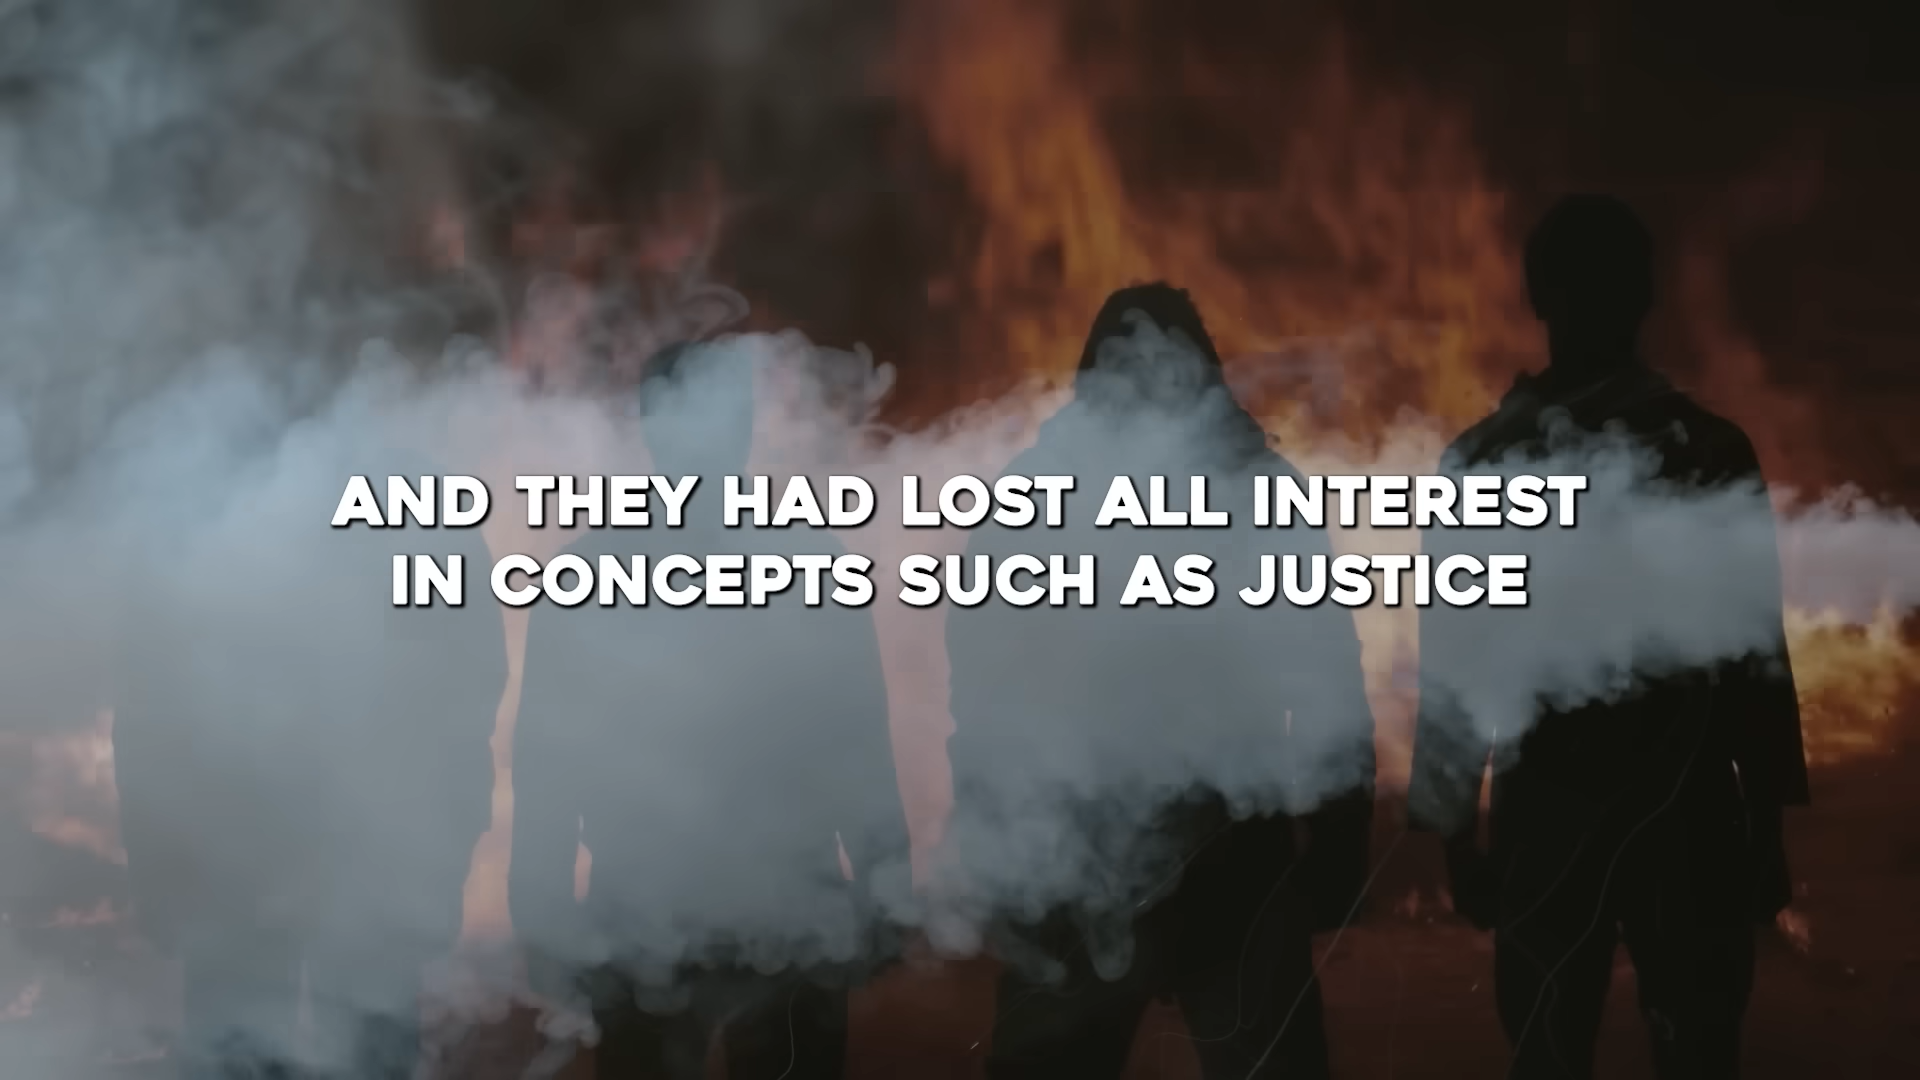 AND THEY HAD LOST ALL INTEREST
IN CONCEPTS SUCH AS JUSTICE